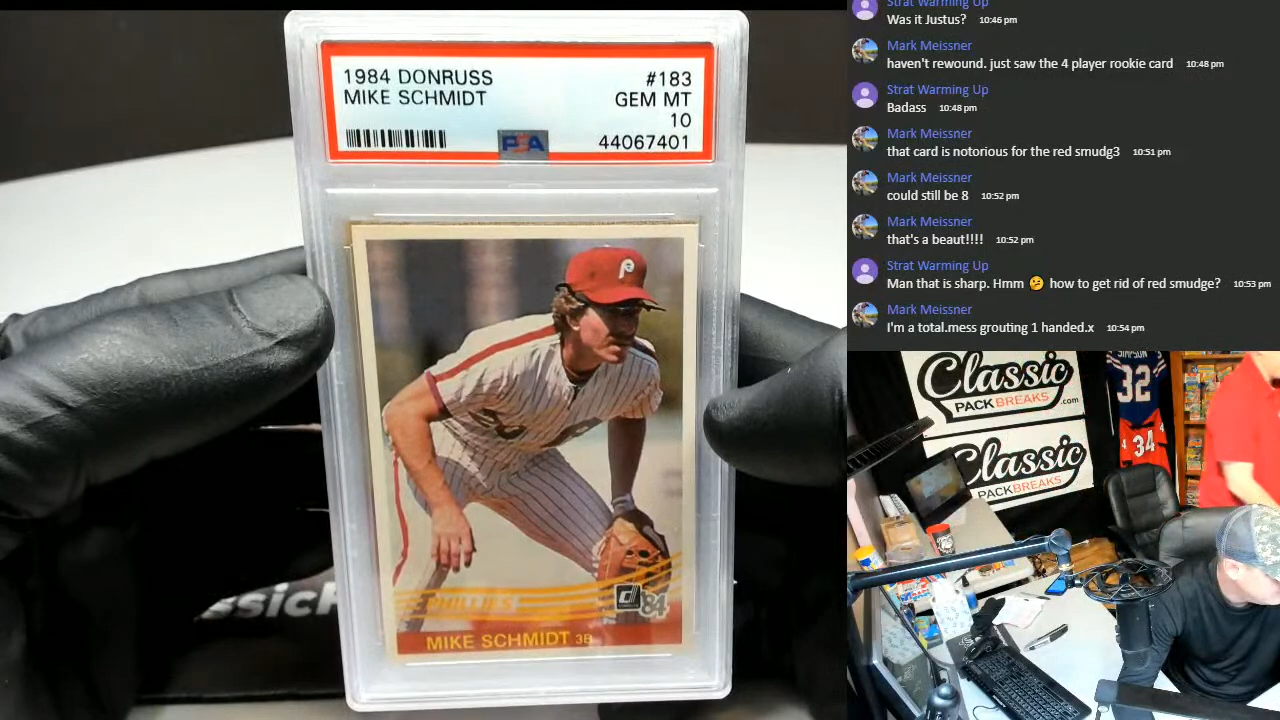 1984 DONRUSS #183
MIKE SCHMIDT GEM MT
10
44067401
PSA
P
PHILLIES
d
'84
MIKE SCHMIDT 3B
Strat Warming Up
Was it Justus? 10:46 pm
Mark Meissner
haven't rewound. just saw the 4 player rookie card 10:48 pm
Strat Warming Up
Badass 10:48 pm
Mark Meissner
that card is notorious for the red smudg3 10:51 pm
Mark Meissner
could still be 8 10:52 pm
Mark Meissner
that's a beaut!!!! 10:52 pm
Strat Warming Up
Man that is sharp. Hmm 🤔 how to get rid of red smudge? 10:53 pm
Mark Meissner
I'm a total.mess grouting 1 handed.x 10:54 pm
Classic
PACK BREAKS.com
Classic
PACK BREAKS
SIMPSON
32
34